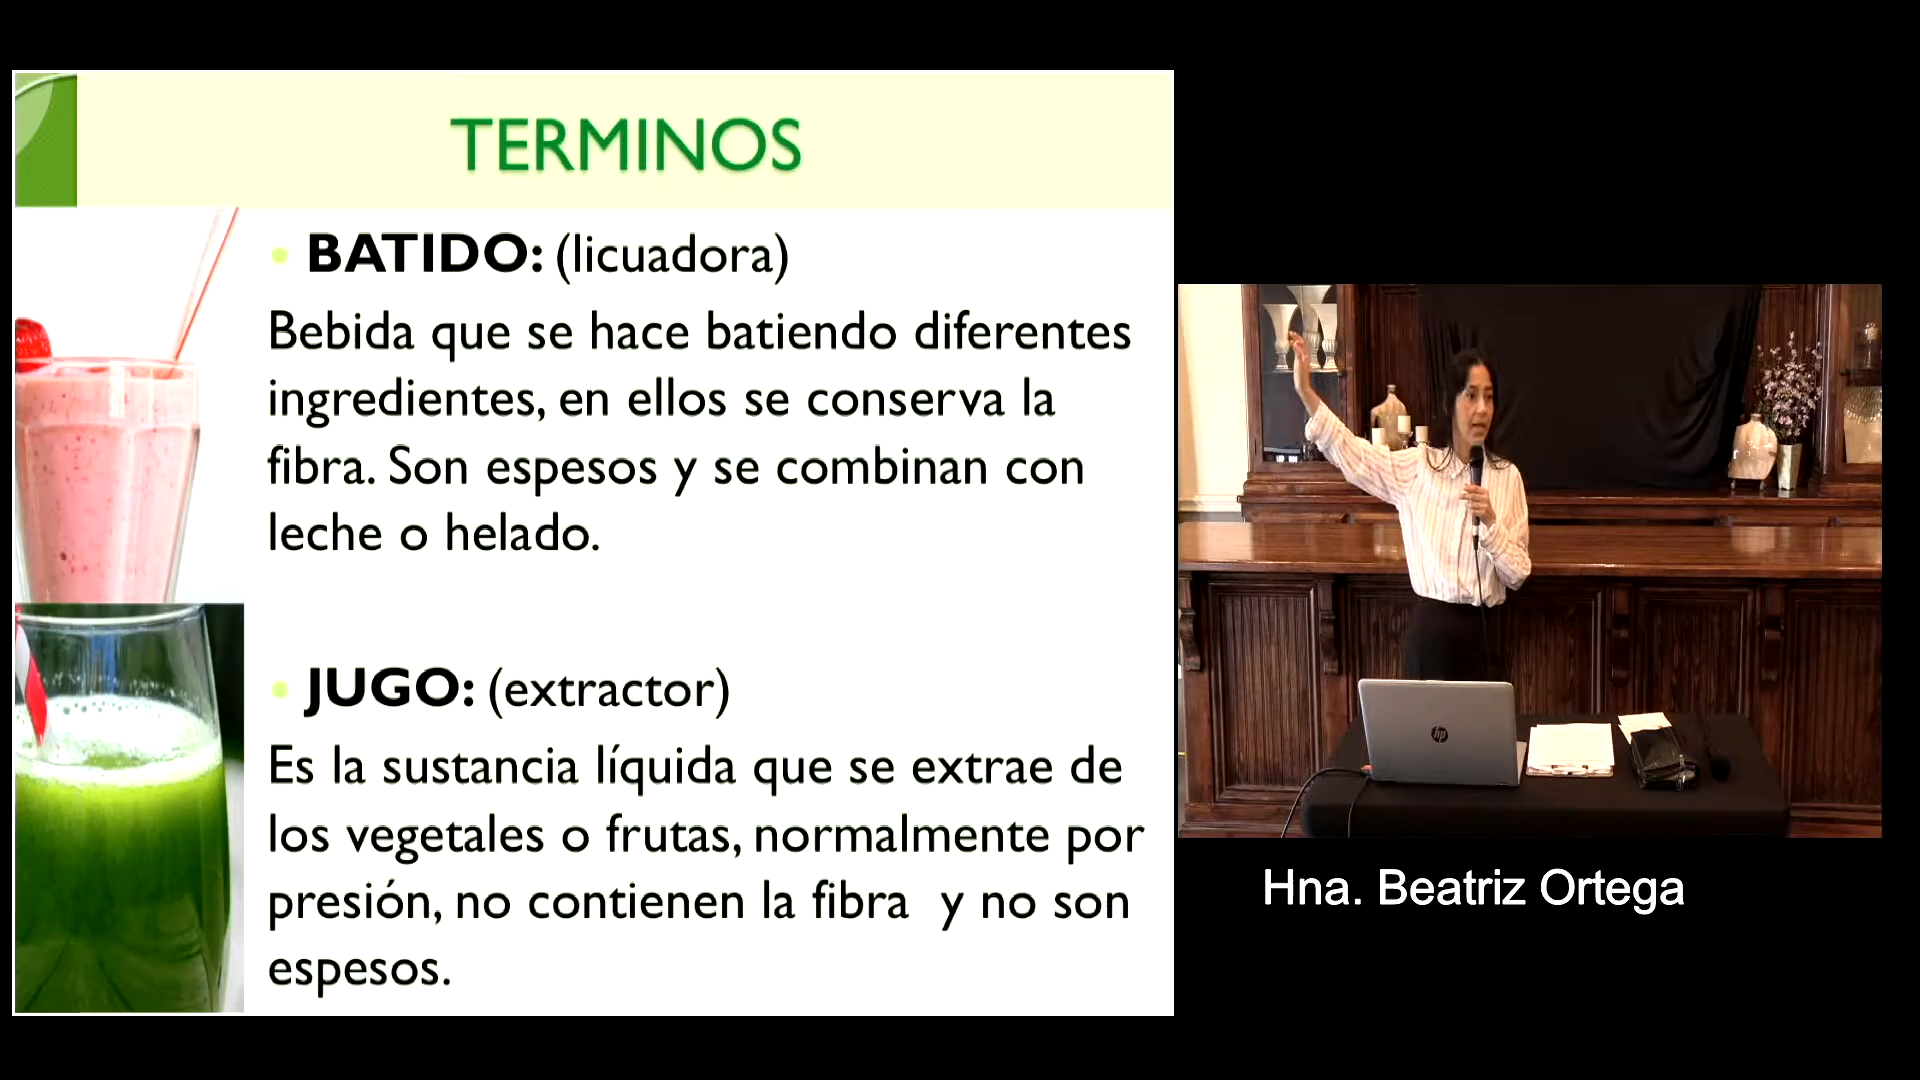 TERMINOS
• BATIDO: (licuadora)
Bebida que se hace batiendo diferentes
ingredientes, en ellos se conserva la
fibra. Son espesos y se combinan con
leche o helado.
• JUGO: (extractor)
Es la sustancia líquida que se extrae de
los vegetales o frutas, normalmente por
presión, no contienen la fibra y no son
espesos.
hp
Hna. Beatriz Ortega